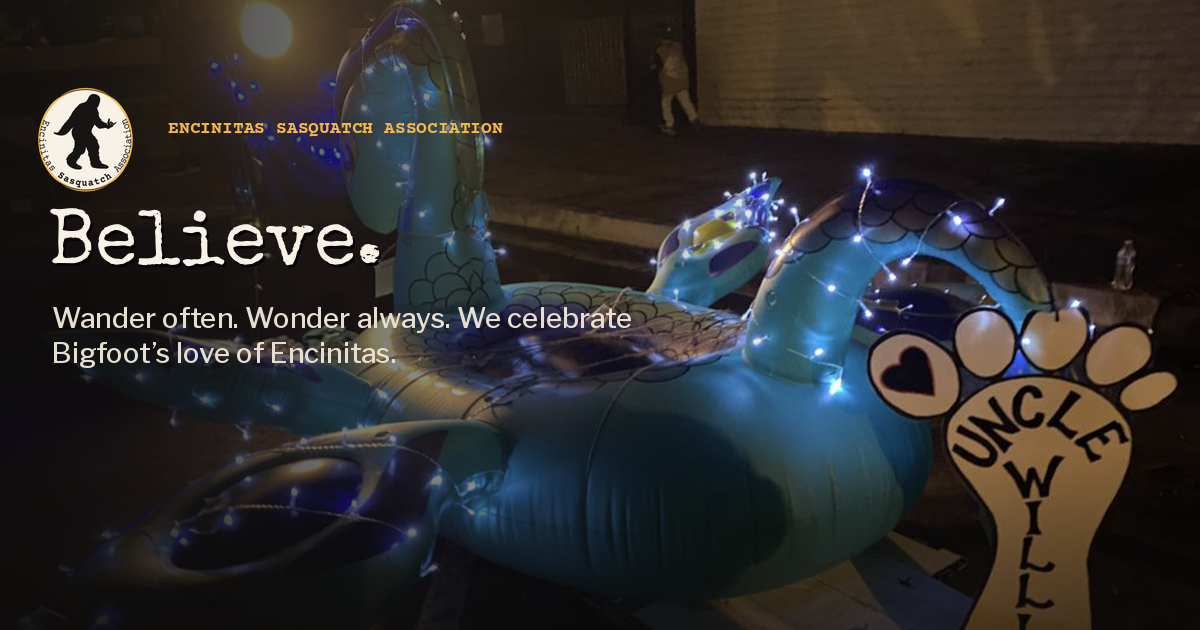 Encinitas Sasquatch Association
ENCINITAS SASQUATCH ASSOCIATION
Believe.
Wander often. Wonder always. We celebrate
Bigfoot’s love of Encinitas.
UNCLE
WILL